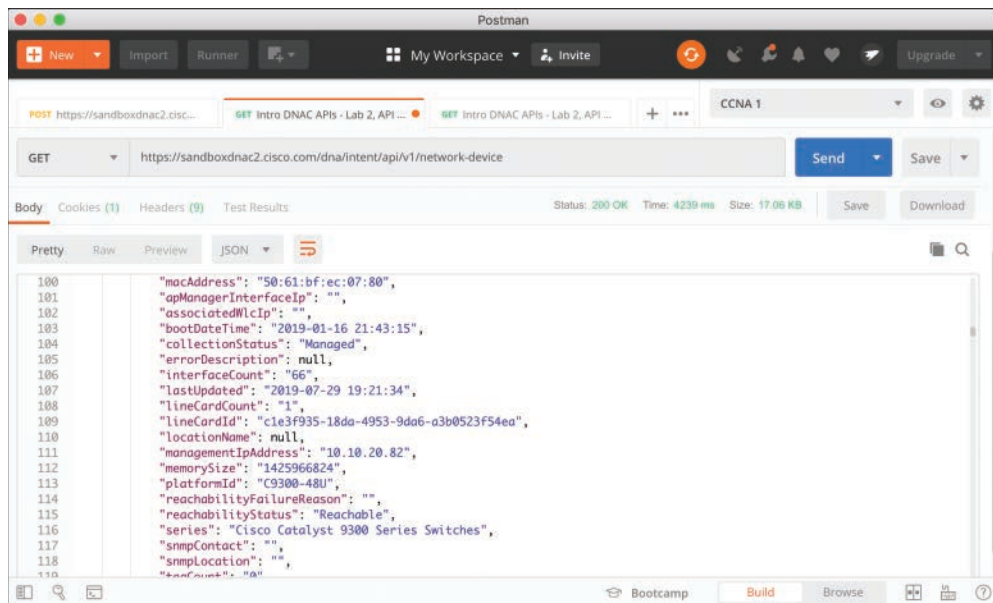 Postman
New Import Runner My Workspace Invite Upgrade
POST https://sandboxdnac2.cisc... GET Intro DNAC APIs - Lab 2, API ... GET Intro DNAC APIs - Lab 2, API ... CCNA 1
GET https://sandboxdnac2.cisco.com/dna/intent/api/v1/network-device Send Save
Body Cookies (1) Headers (9) Test Results Status: 200 OK Time: 4239 ms Size: 17.06 KB Save Download
Pretty Raw Preview JSON
100 "macAddress": "50:61:bf:ec:07:80",
101 "apManagerInterfaceIp": "",
102 "associatedWlcIp": "",
103 "bootDateTime": "2019-01-16 21:43:15",
104 "collectionStatus": "Managed",
105 "errorDescription": null,
106 "interfaceCount": "66",
107 "lastUpdated": "2019-07-29 19:21:34",
108 "lineCardCount": "1",
109 "lineCardId": "c1e3f935-18da-4953-9da6-a3b0523f54ea",
110 "locationName": null,
111 "managementIpAddress": "10.10.20.82",
112 "memorySize": "1425966824",
113 "platformId": "C9300-48U",
114 "reachabilityFailureReason": "",
115 "reachabilityStatus": "Reachable",
116 "series": "Cisco Catalyst 9300 Series Switches",
117 "snmpContact": "",
118 "snmpLocation": "",
119 "tagCount": "0"
Bootcamp Build Browse